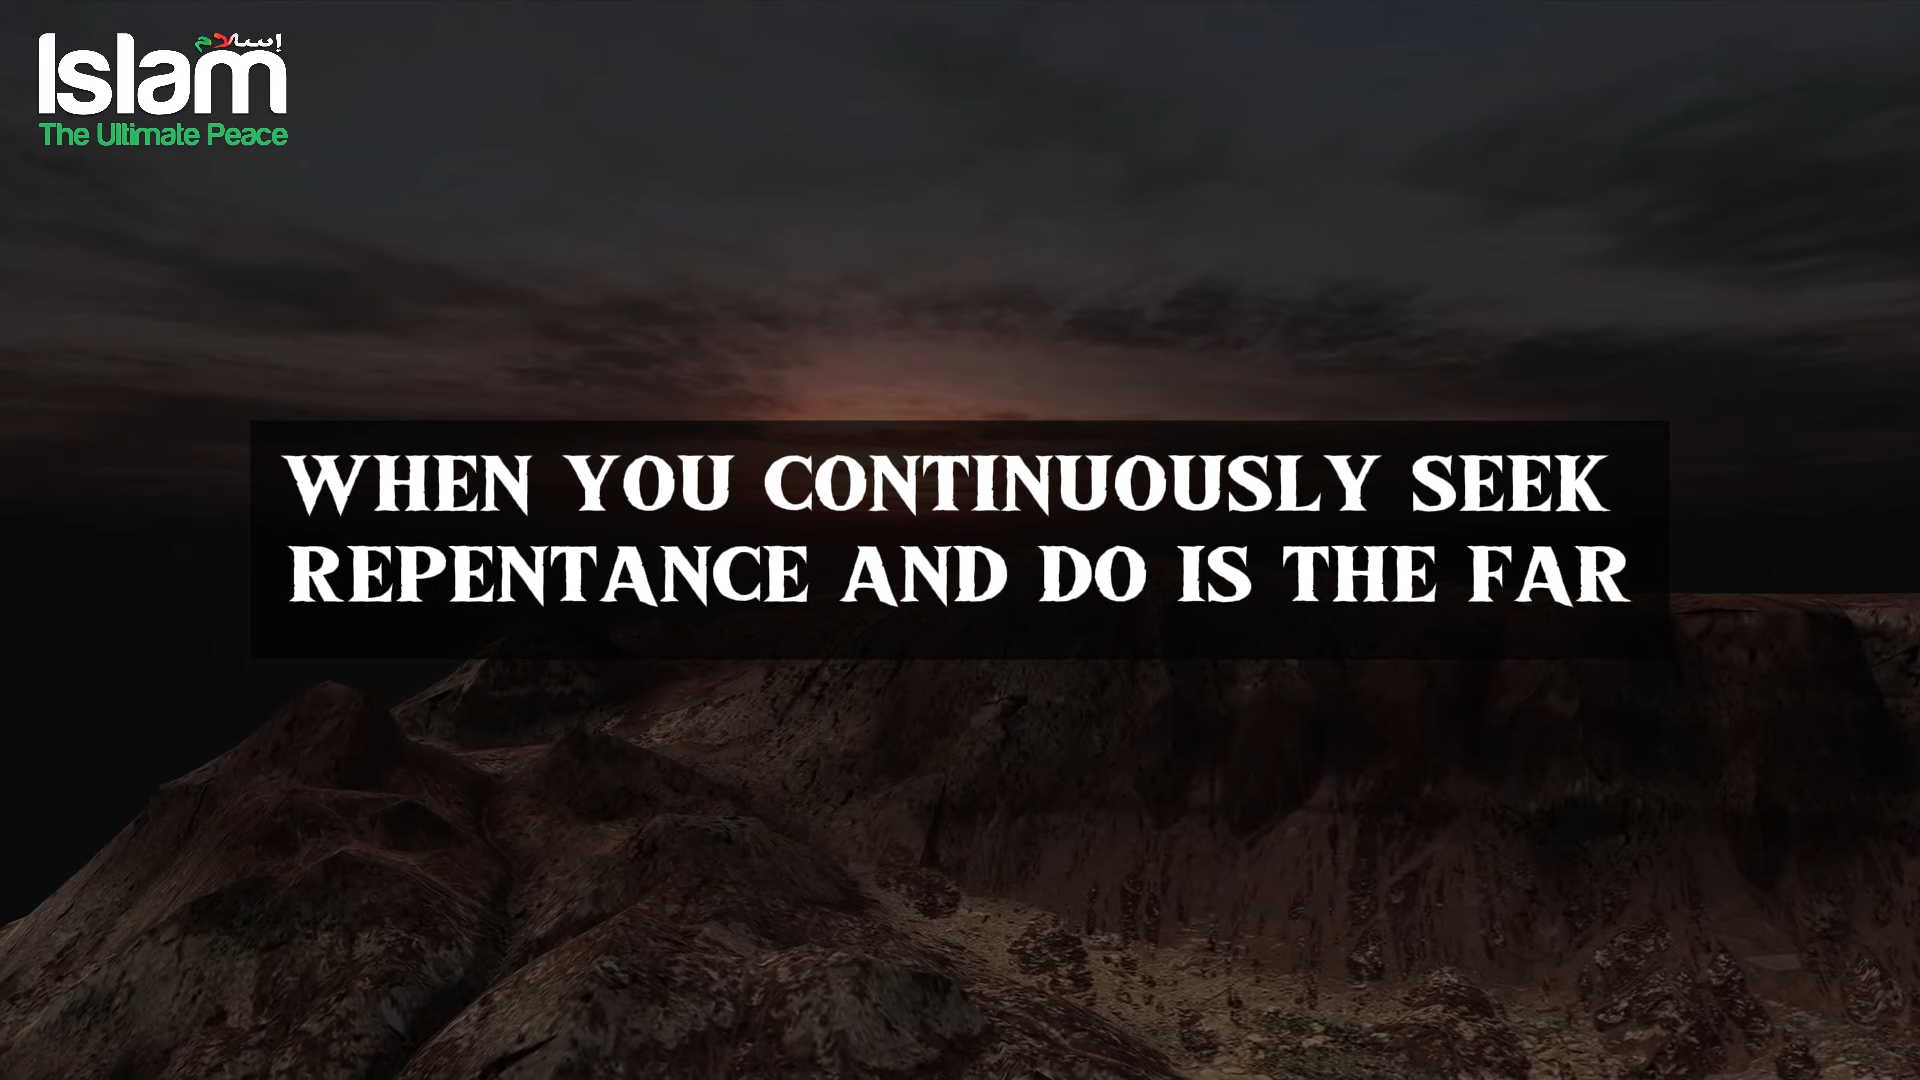 إسلام
Islam
The Ultimate Peace
WHEN YOU CONTINUOUSLY SEEK
REPENTANCE AND DO IS THE FAR